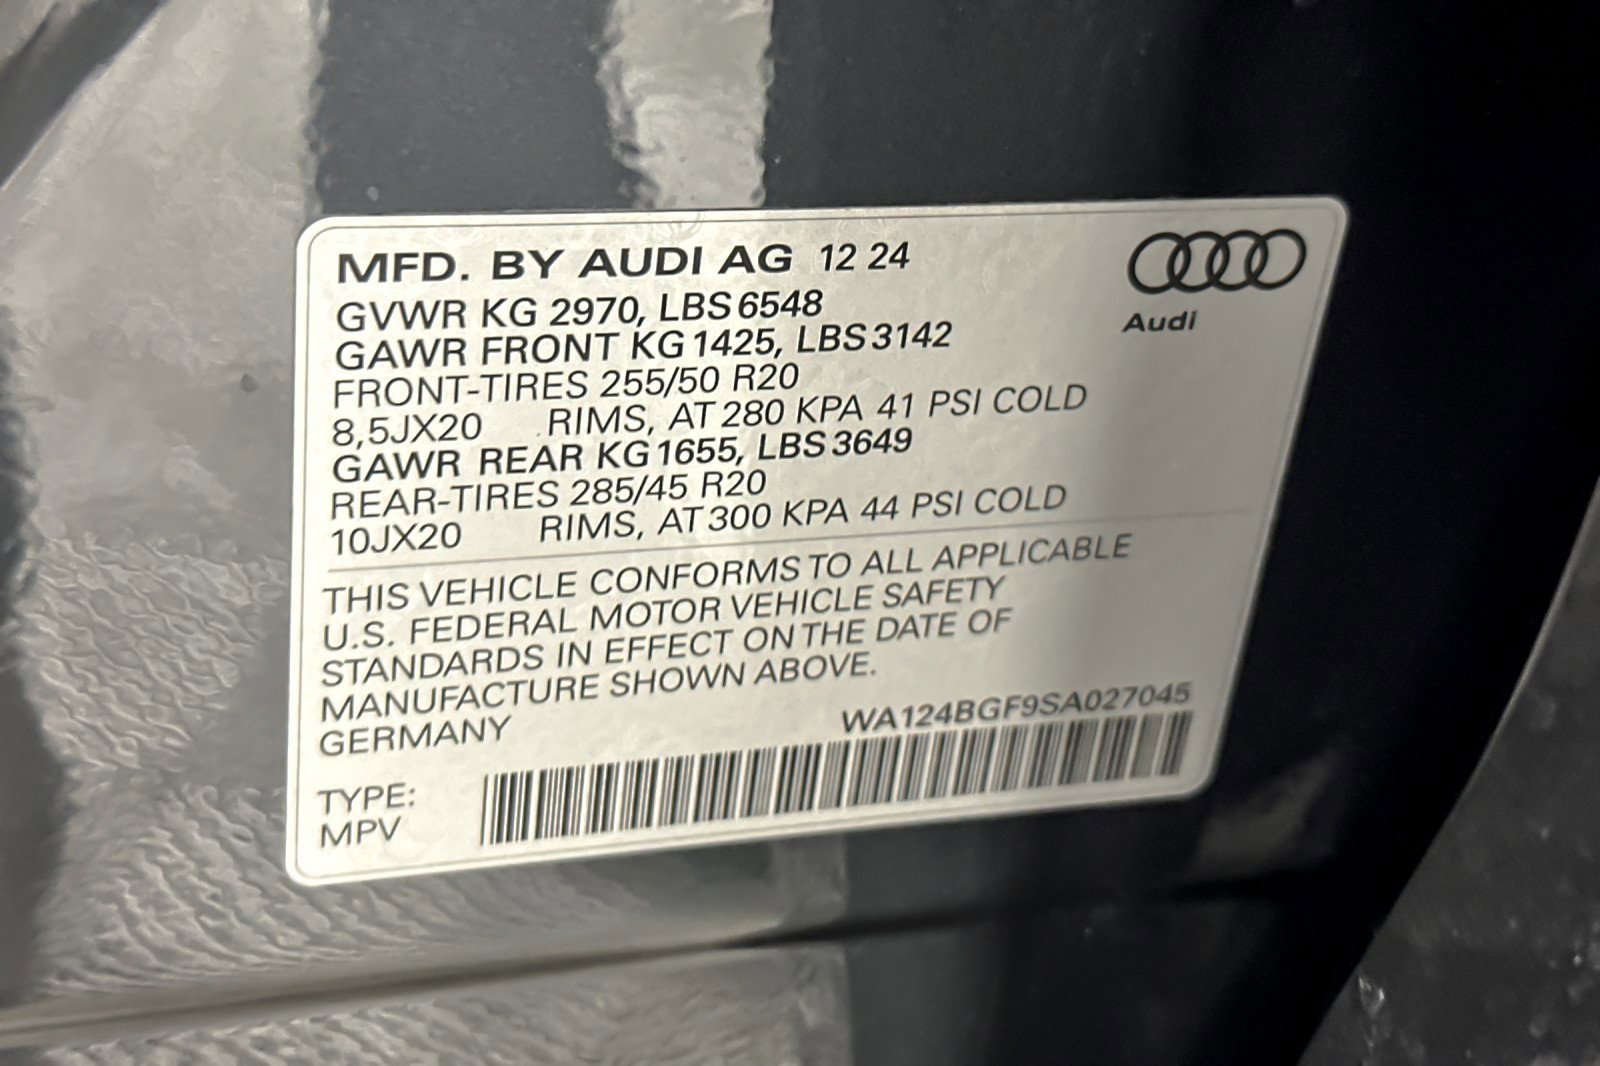 MFD. BY AUDI AG 12 24
Audi
GVWR KG 2970, LBS 6548
GAWR FRONT KG 1425, LBS 3142
FRONT-TIRES 255/50 R20
8,5JX20 RIMS, AT 280 KPA 41 PSI COLD
GAWR REAR KG 1655, LBS 3649
REAR-TIRES 285/45 R20
10JX20 RIMS, AT 300 KPA 44 PSI COLD
THIS VEHICLE CONFORMS TO ALL APPLICABLE
U.S. FEDERAL MOTOR VEHICLE SAFETY
STANDARDS IN EFFECT ON THE DATE OF
MANUFACTURE SHOWN ABOVE.
GERMANY WA124BGF9SA027045
TYPE:
MPV